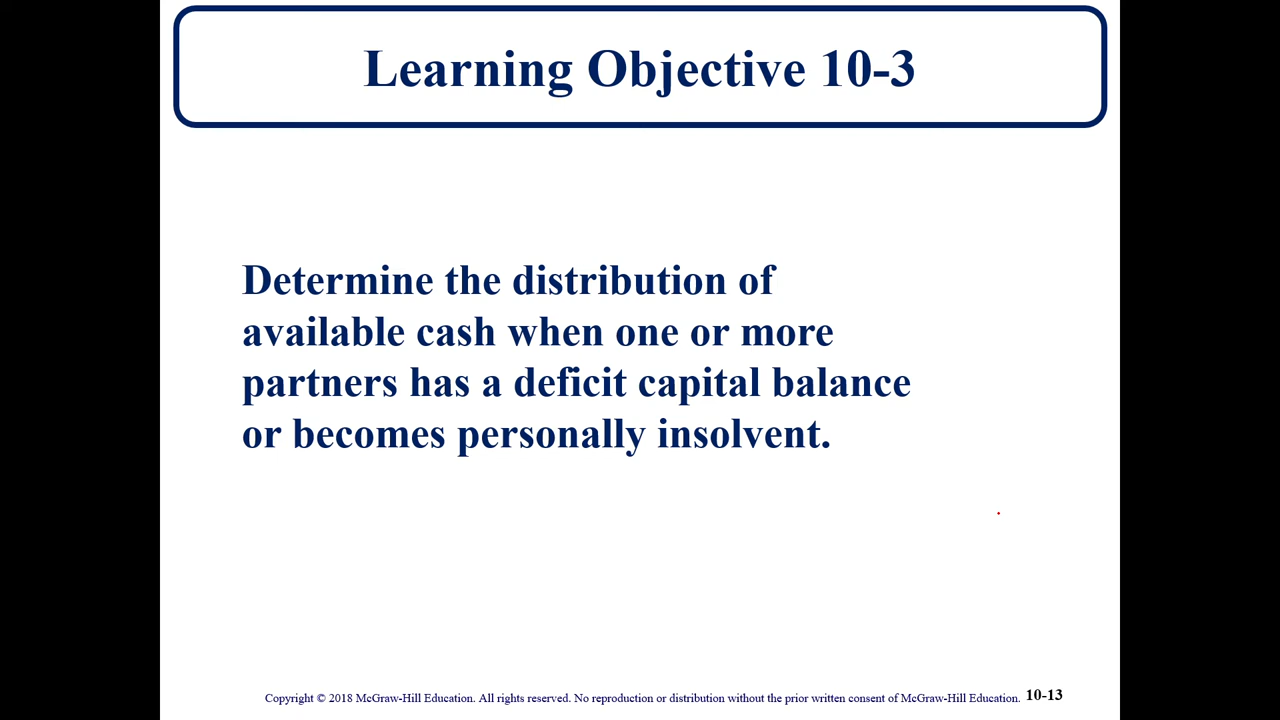 Learning Objective 10-3
Determine the distribution of
available cash when one or more
partners has a deficit capital balance
or becomes personally insolvent.
Copyright © 2018 McGraw-Hill Education. All rights reserved. No reproduction or distribution without the prior written consent of McGraw-Hill Education. 10-13